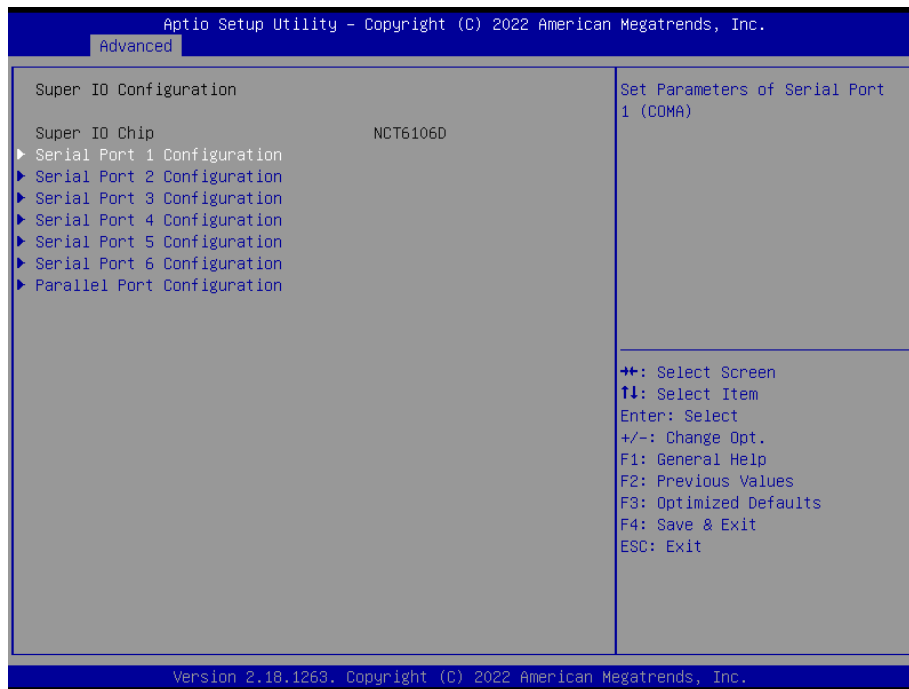 Aptio Setup Utility – Copyright (C) 2022 American Megatrends, Inc.
Advanced
Super IO Configuration
Super IO Chip NCT6106D
Serial Port 1 Configuration
Serial Port 2 Configuration
Serial Port 3 Configuration
Serial Port 4 Configuration
Serial Port 5 Configuration
Serial Port 6 Configuration
Parallel Port Configuration
Set Parameters of Serial Port
1 (COMA)
→←: Select Screen
↑↓: Select Item
Enter: Select
+/-: Change Opt.
F1: General Help
F2: Previous Values
F3: Optimized Defaults
F4: Save & Exit
ESC: Exit
Version 2.18.1263. Copyright (C) 2022 American Megatrends, Inc.